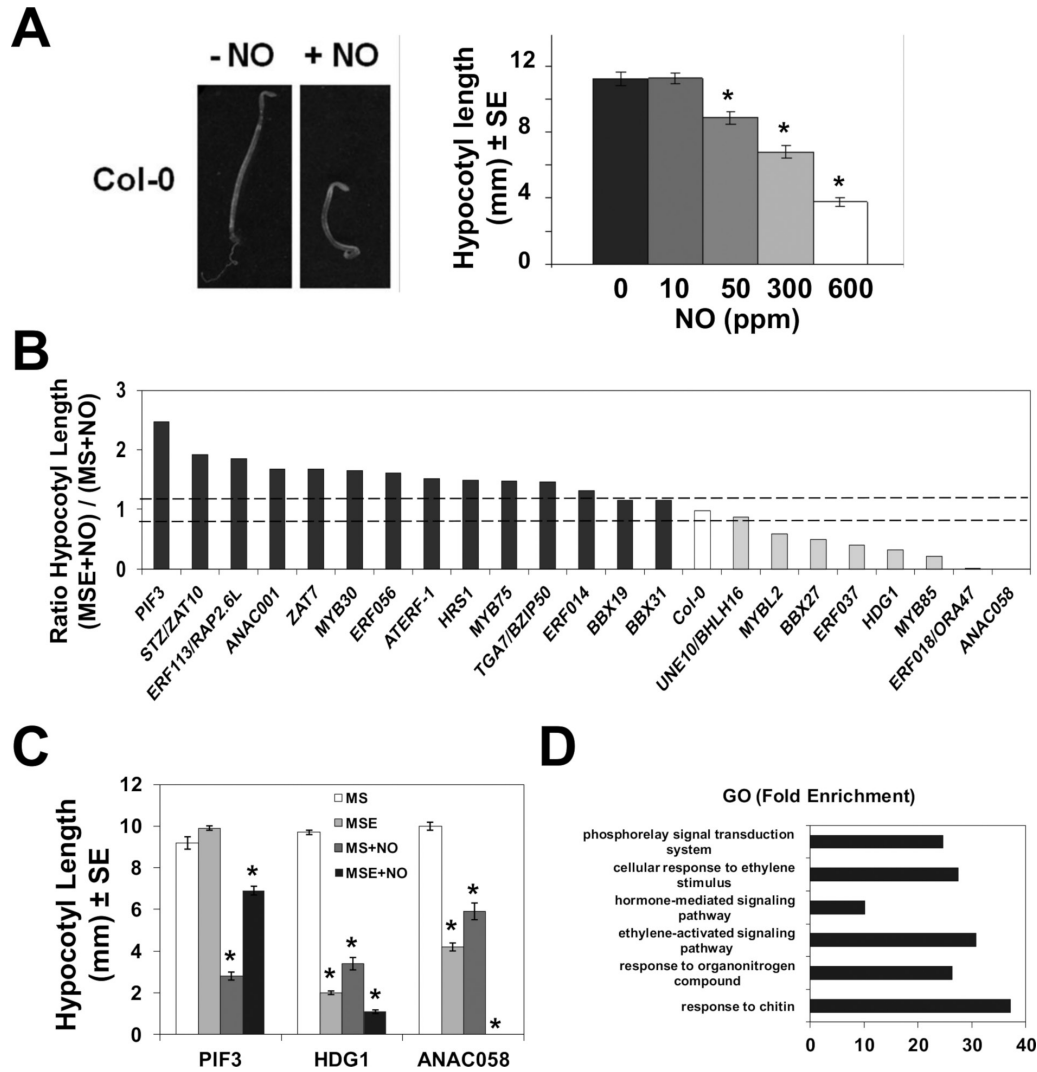 A
- NO + NO
Col-0
Hypocotyl length
(mm) ± SE
12
8
4
0
*
*
*
0 10 50 300 600
NO (ppm)
B
Ratio Hypocotyl Length
(MSE+NO) / (MS+NO)
3
2
1
0
PIF3
STZ/ZAT10
ERF113/RAP2.6L
ANAC001
ZAT7
MYB30
ERF056
ATERF-1
HRS1
MYB75
TGA7//BZIP50
ERF014
BBX19
BBX31
Col-0
UNE10/BHLH16
MYBL2
BBX27
ERF037
HDG1
MYB85
ERF018/ORA47
ANAC058
C
Hypocotyl Length
(mm) ± SE
12
10
8
6
4
2
0
MS
MSE
MS+NO
MSE+NO
*
*
*
*
*
*
*
*
PIF3 HDG1 ANAC058
D
GO (Fold Enrichment)
phosphorelay signal transduction
system
cellular response to ethylene
stimulus
hormone-mediated signaling
pathway
ethylene-activated signaling
pathway
response to organonitrogen
compound
response to chitin
0 10 20 30 40